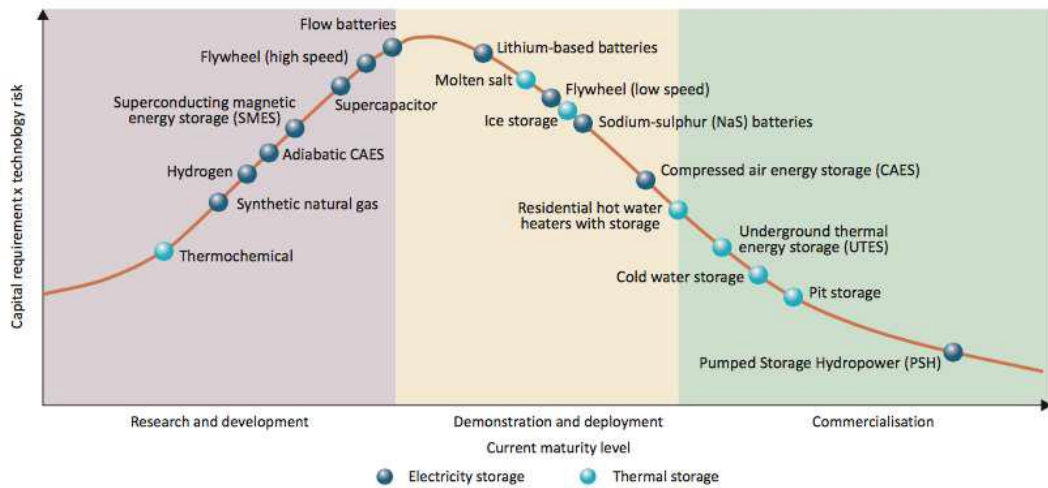 Capital requirement x technology risk
Flow batteries
Flywheel (high speed)
Supercapacitor
Superconducting magnetic
energy storage (SMES)
Adiabatic CAES
Hydrogen
Synthetic natural gas
Thermochemical
Lithium-based batteries
Molten salt
Flywheel (low speed)
Ice storage
Sodium-sulphur (NaS) batteries
Compressed air energy storage (CAES)
Residential hot water
heaters with storage
Underground thermal
energy storage (UTES)
Cold water storage
Pit storage
Pumped Storage Hydropower (PSH)
Research and development
Demonstration and deployment
Commercialisation
Current maturity level
Electricity storage
Thermal storage